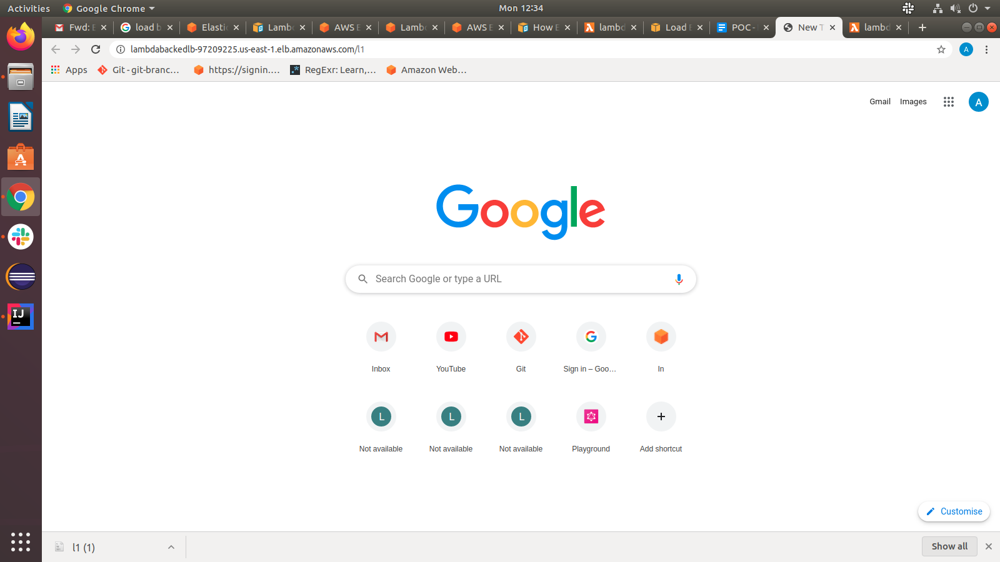 Activities
Google Chrome
Mon 12:34
Fwd: E
load b
Elastic
Lambd
AWS E
Lambd
AWS E
How E
lambd
Load B
POC -
New T
lambd
lambdabackedlb-97209225.us-east-1.elb.amazonaws.com/l1
A
Apps
Git - git-branc...
https://signin....
RegExr: Learn,...
Amazon Web...
Gmail
Images
A
Google
Search Google or type a URL
Inbox
YouTube
Git
Sign in – Goo...
In
L
L
L
Not available
Not available
Not available
Playground
Add shortcut
Customise
l1 (1)
Show all
IJ